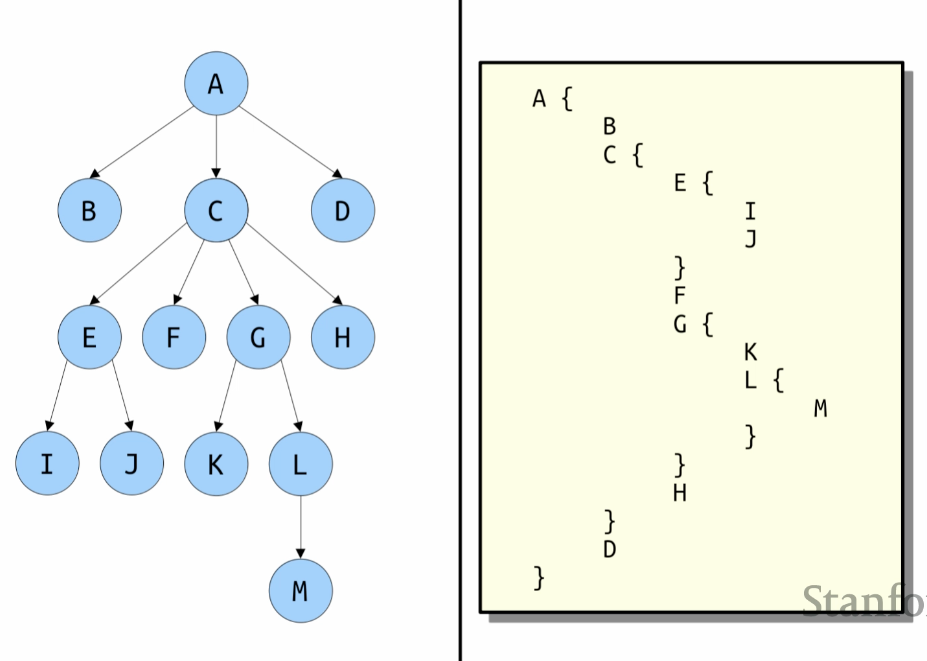 A
B C D
E F G H
I J K L
M
A {
B
C {
E {
I
J
}
F
G {
K
L {
M
}
}
H
}
D
}
Stanfo